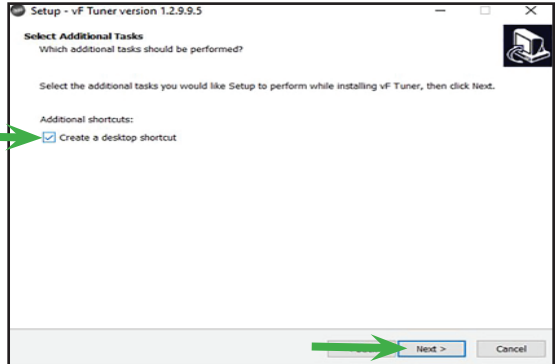 Setup - vF Tuner version 1.2.9.9.5
Select Additional Tasks
Which additional tasks should be performed?
Select the additional tasks you would like Setup to perform while installing vF Tuner, then click Next.
Additional shortcuts:
Create a desktop shortcut
Next >
Cancel